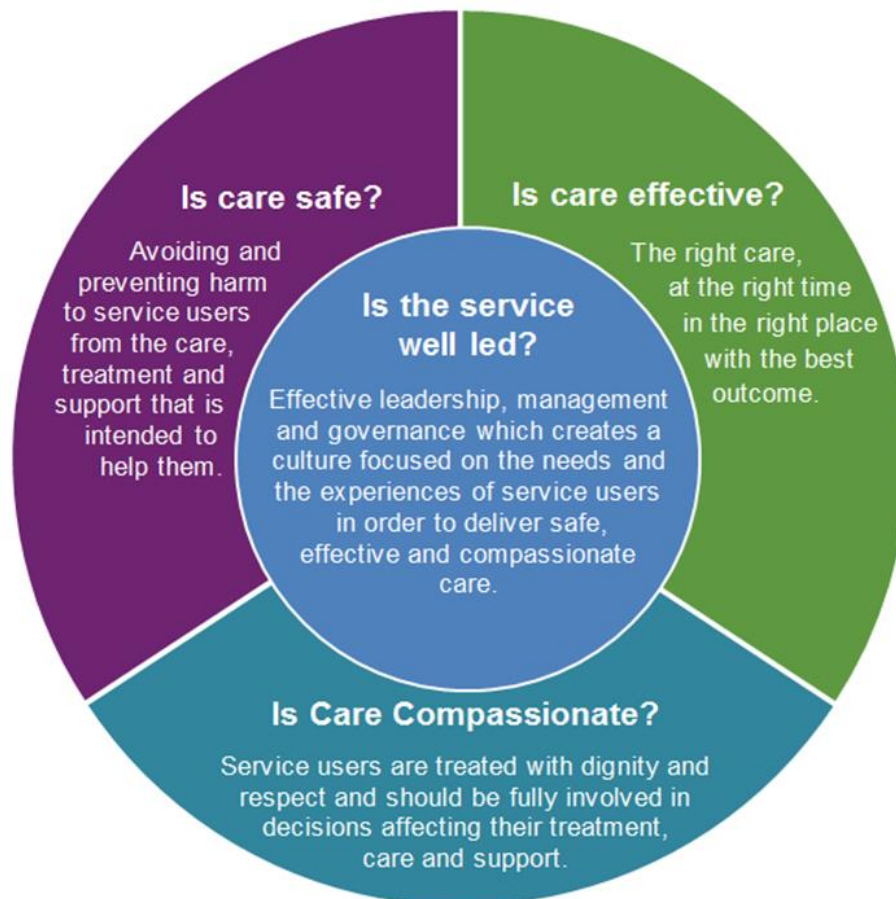 Is care safe?
Avoiding and
preventing harm
to service users
from the care,
treatment and
support that is
intended to
help them.
Is care effective?
The right care,
at the right time
in the right place
with the best
outcome.
Is the service
well led?
Effective leadership, management
and governance which creates a
culture focused on the needs and
the experiences of service users
in order to deliver safe,
effective and compassionate
care.
Is Care Compassionate?
Service users are treated with dignity and
respect and should be fully involved in
decisions affecting their treatment,
care and support.